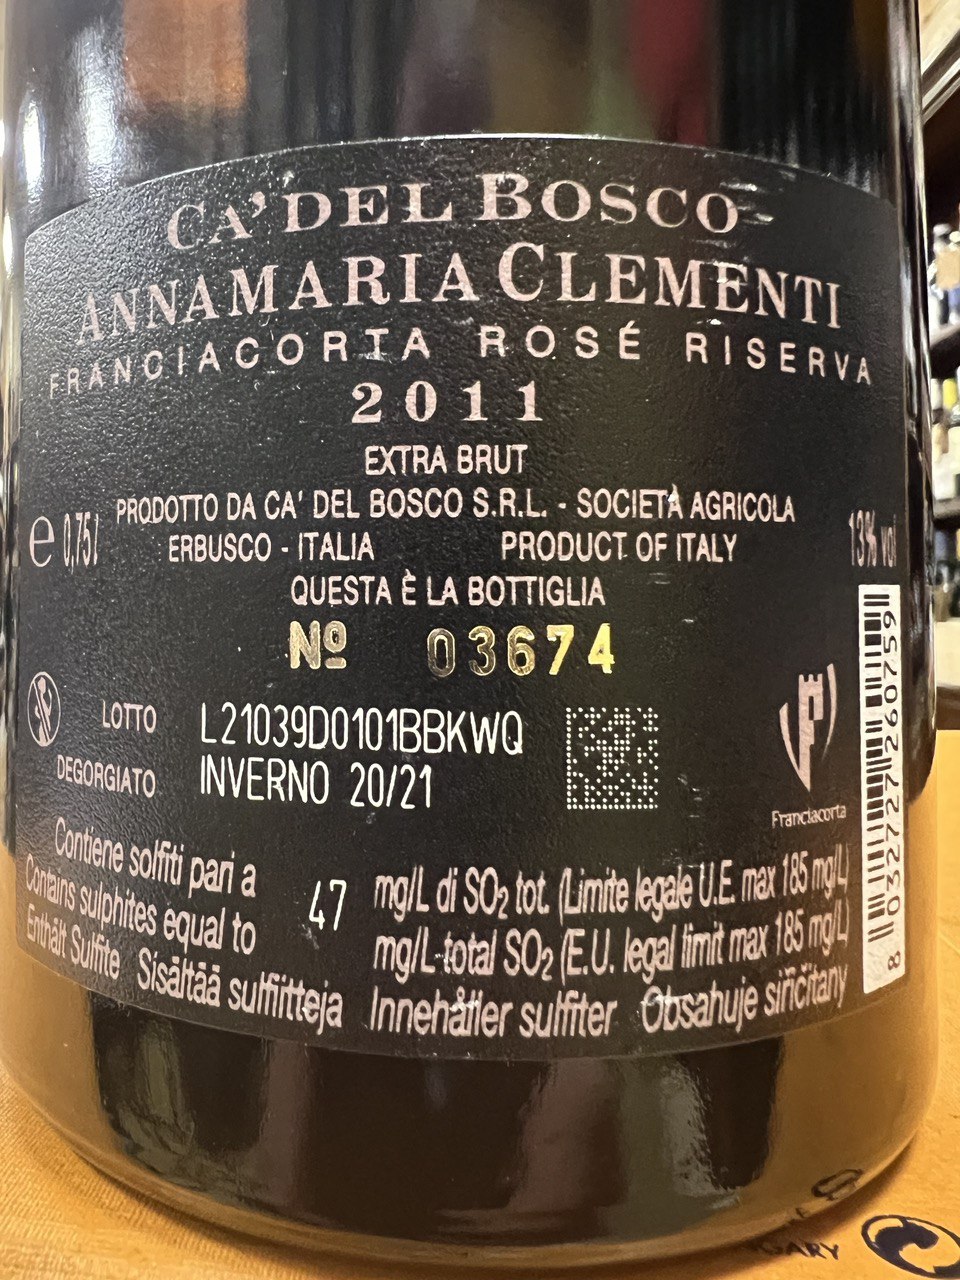 CA' DEL BOSCO
ANNAMARIA CLEMENTI
FRANCIACORTA ROSÉ RISERVA
2011
EXTRA BRUT
PRODOTTO DA CA' DEL BOSCO S.R.L. - SOCIETÀ AGRICOLA
e 0,75 l ERBUSCO - ITALIA PRODUCT OF ITALY 13% vol
QUESTA È LA BOTTIGLIA
Nº 03674
LOTTO L21039D0101BBKWQ
DEGORGIATO INVERNO 20/21
Franciacorta
8 032727 260759
Contiene solfiti pari a 47 mg/L di SO₂ tot. (Limite legale U.E. max 185 mg/L)
Contains sulphites equal to mg/L total SO₂ (E.U. legal limit max 185 mg/L)
Enthält Sulfite Sisältää sulfiitteja Innehåller sulfiter Obsahuje siřičitany